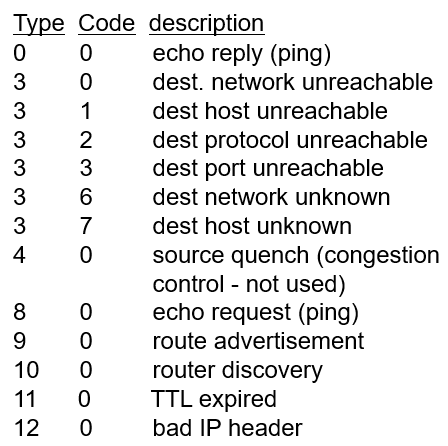 Type Code description
0 0 echo reply (ping)
3 0 dest. network unreachable
3 1 dest host unreachable
3 2 dest protocol unreachable
3 3 dest port unreachable
3 6 dest network unknown
3 7 dest host unknown
4 0 source quench (congestion
control - not used)
8 0 echo request (ping)
9 0 route advertisement
10 0 router discovery
11 0 TTL expired
12 0 bad IP header